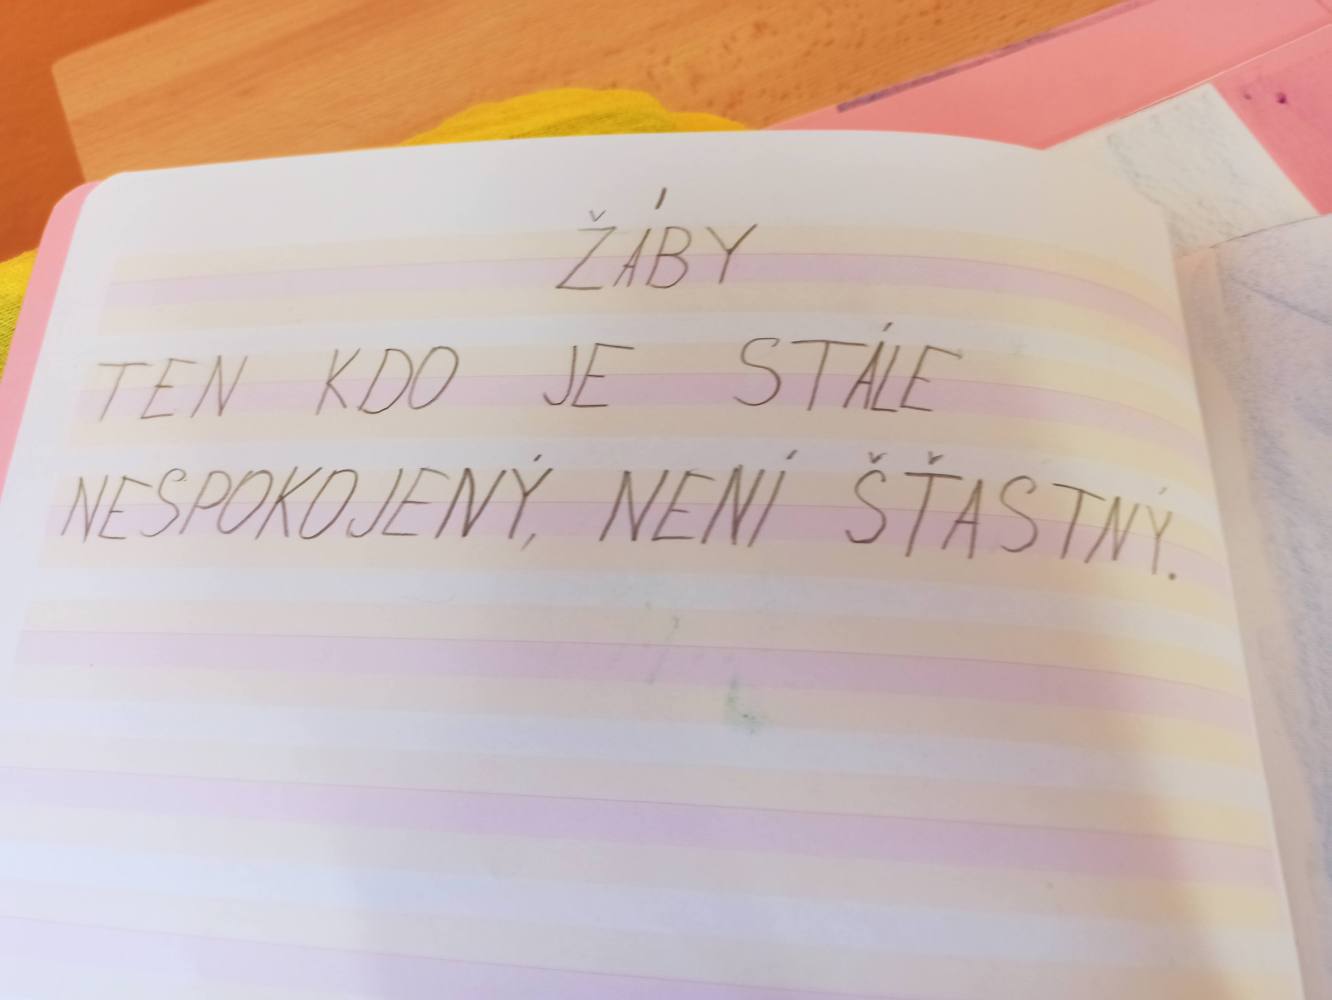 ŽÁBY
TEN KDO JE STÁLE
NESPOKOJENÝ, NENÍ ŠŤASTNÝ.